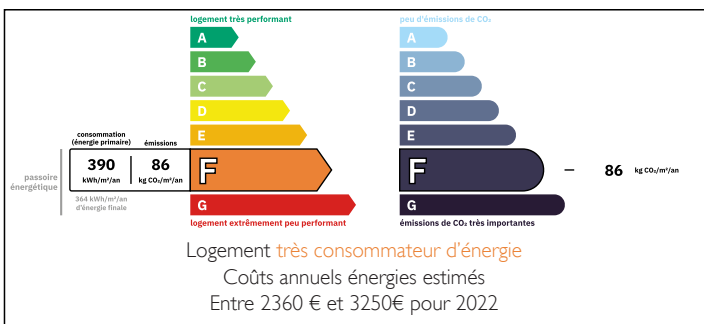 logement très performant
A
B
C
D
E
consommation
(énergie primaire)
émissions
390
kWh/m²/an
86
kg CO₂/m²/an
F
passoire
énergétique
364 kWh/m²/an
d'énergie finale
G
logement extrêmement peu performant
peu d'émissions de CO₂
A
B
C
D
E
F
86 kg CO₂/m²/an
G
émissions de CO₂ très importantes
Logement très consommateur d'énergie
Coûts annuels énergies estimés
Entre 2360 € et 3250€ pour 2022